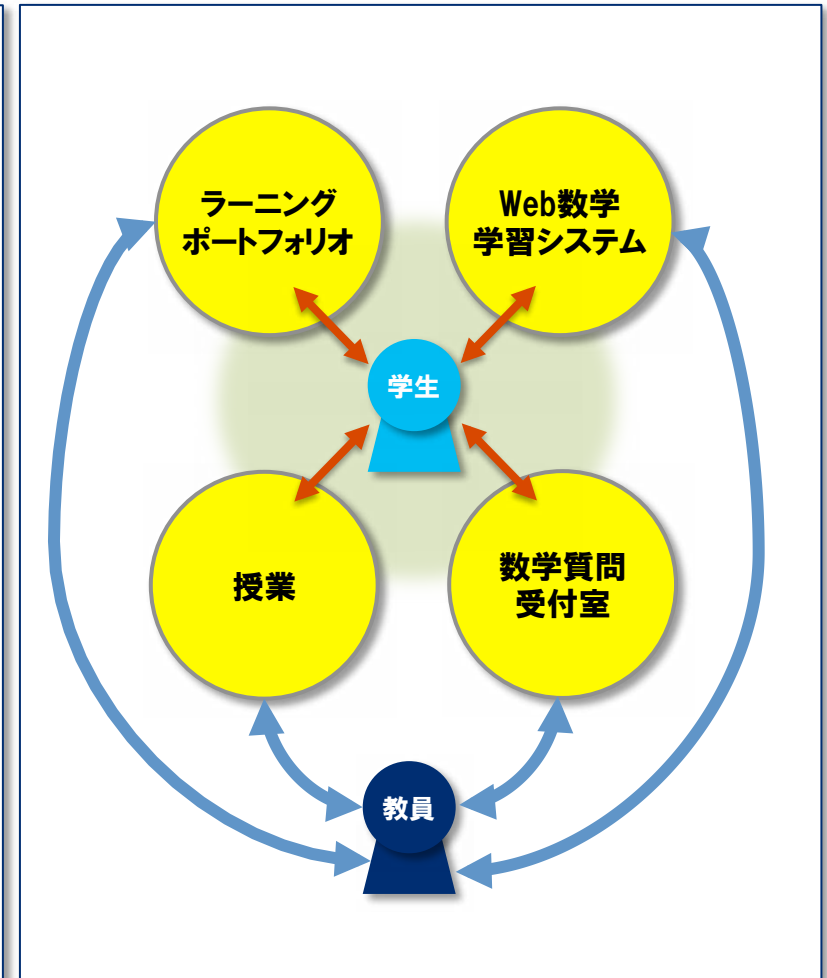 ラーニング
ポートフォリオ
Web数学
学習システム
学生
授業
数学質問
受付室
教員